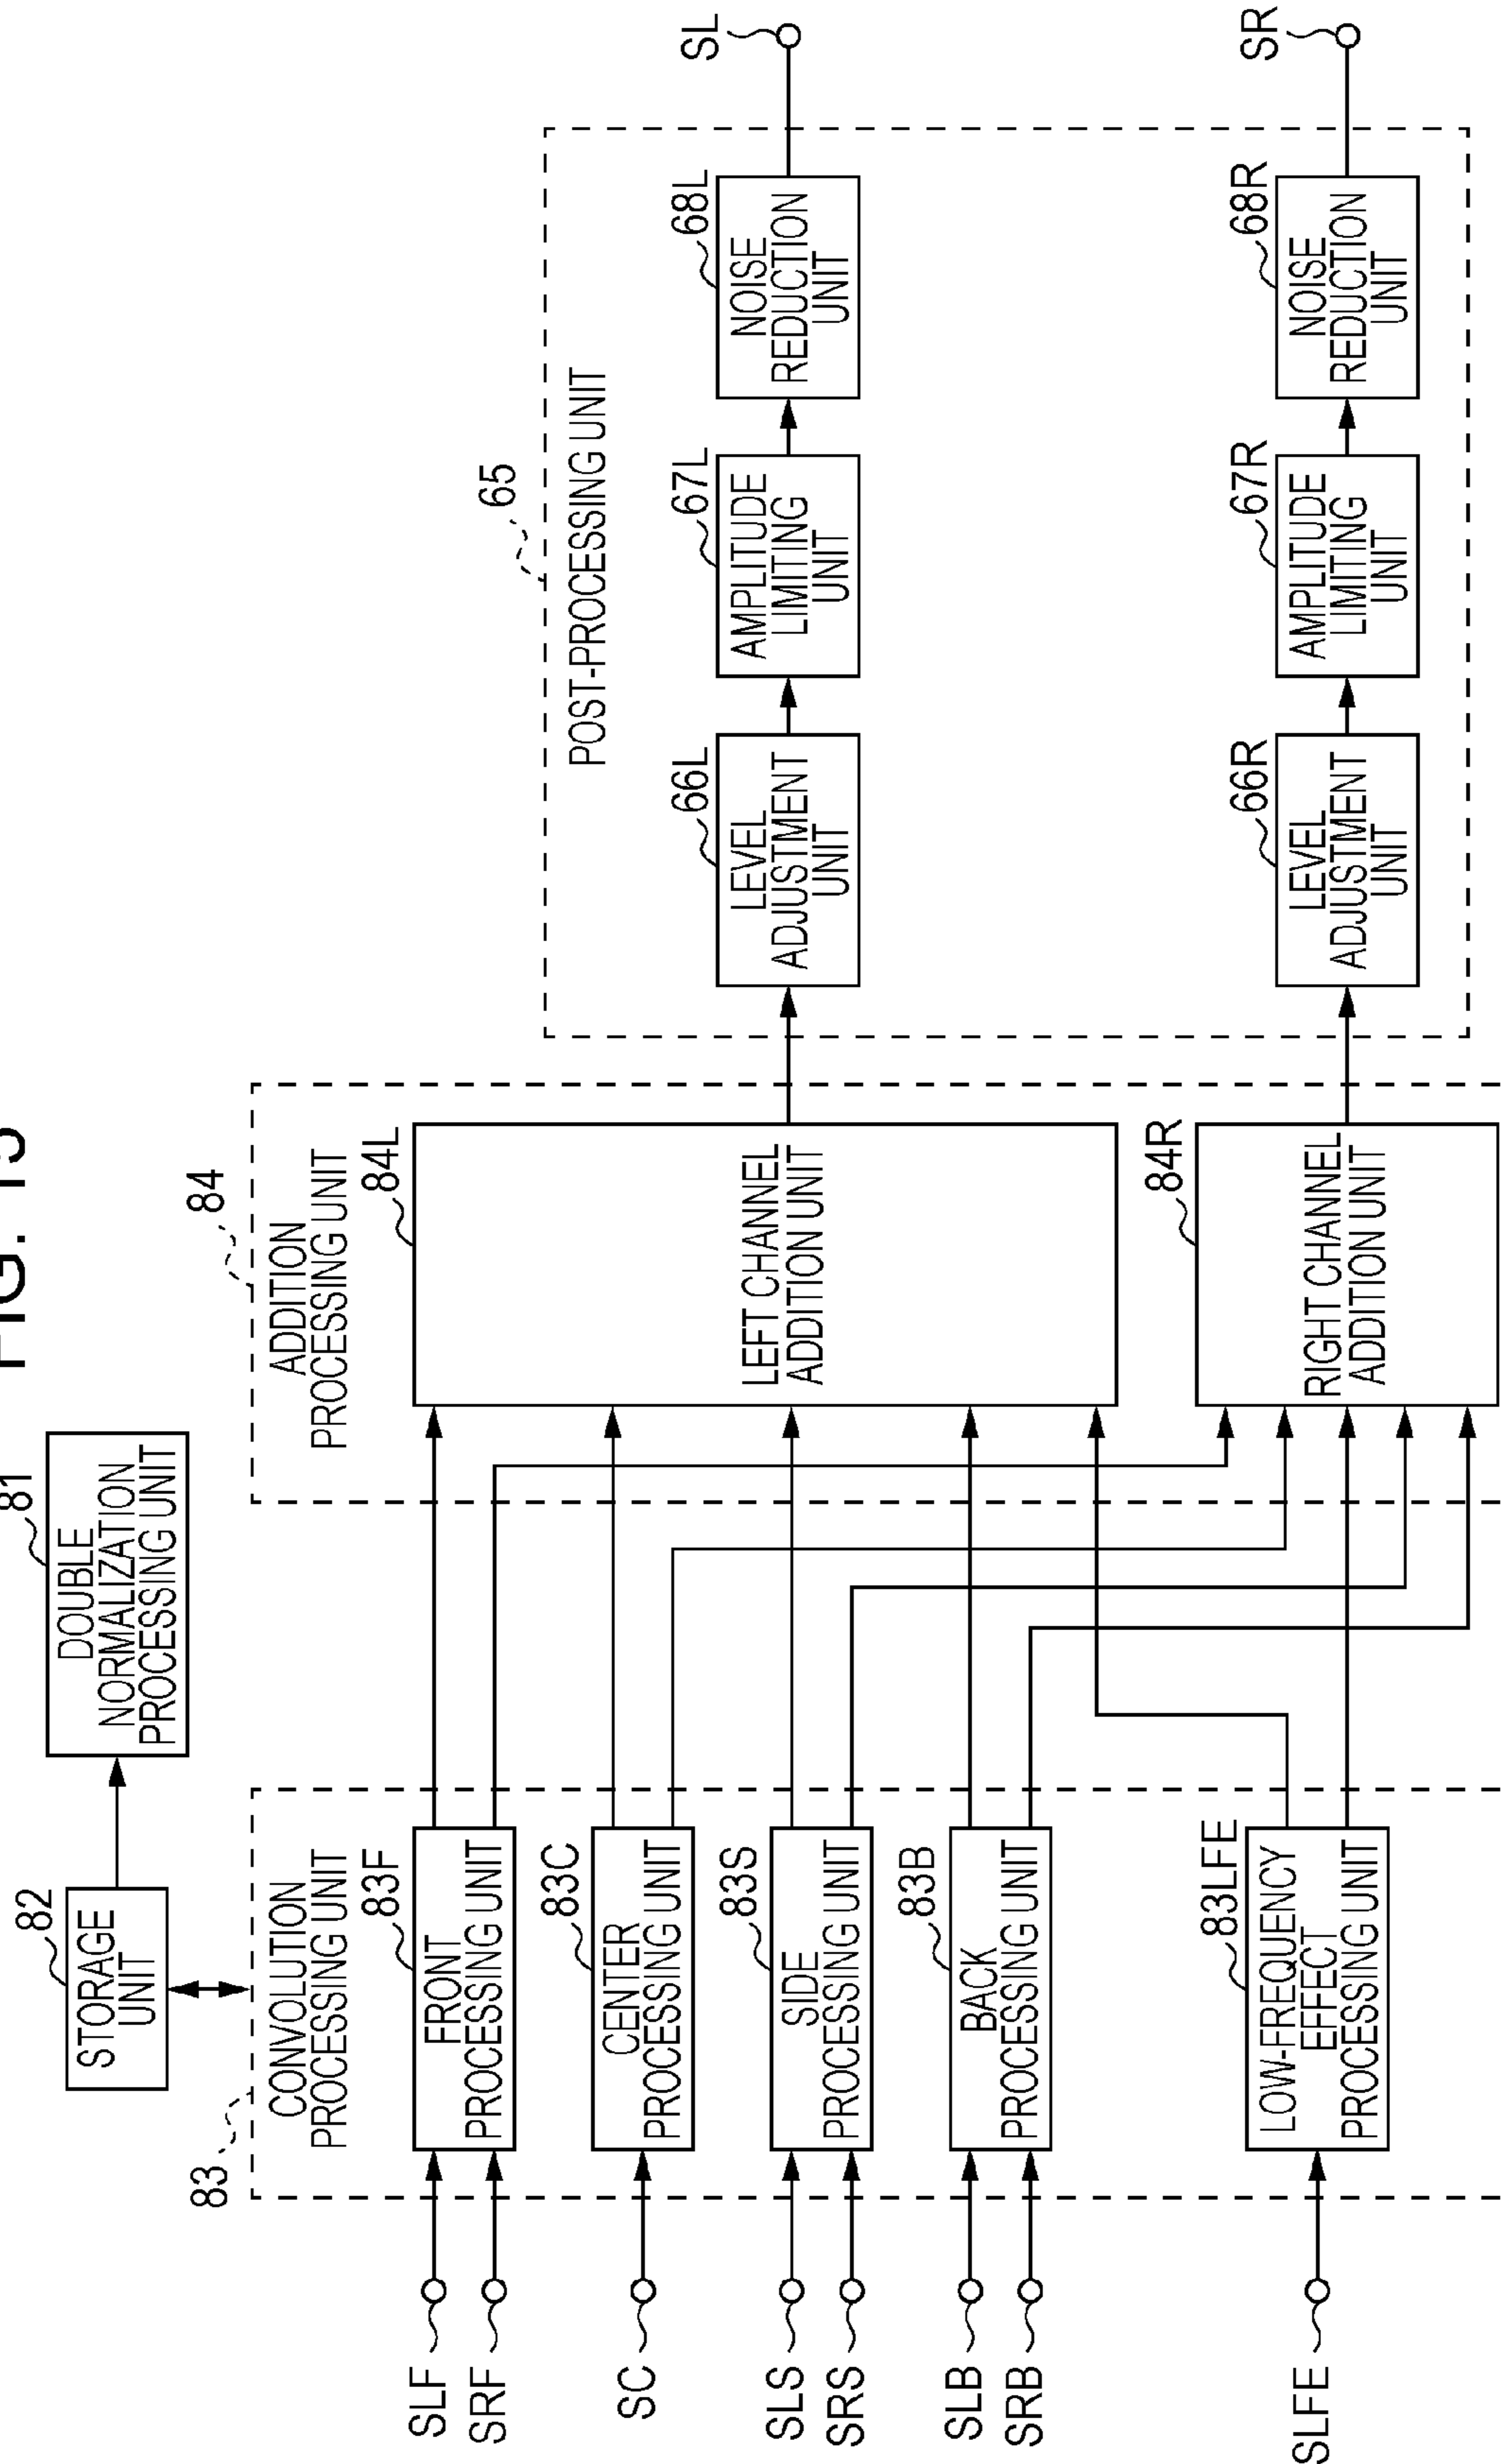 FIG.
82
STORAGE
UNIT
81
DOUBLE
NORMALIZATION
PROCESSING UNIT
83
CONVOLUTION
PROCESSING UNIT
84
ADDITION
PROCESSING UNIT
65
POST-PROCESSING UNIT
SLF
SRF
83F
FRONT
PROCESSING UNIT
SC
83C
CENTER
PROCESSING UNIT
SLS
SRS
83S
SIDE
PROCESSING UNIT
SLB
SRB
83B
BACK
PROCESSING UNIT
SLFE
83LFE
LOW-FREQUENCY
EFFECT
PROCESSING UNIT
84L
LEFT CHANNEL
ADDITION UNIT
84R
RIGHT CHANNEL
ADDITION UNIT
66L
LEVEL
ADJUSTMENT
UNIT
67L
AMPLITUDE
LIMITING
UNIT
68L
NOISE
REDUCTION
UNIT
SL
66R
LEVEL
ADJUSTMENT
UNIT
67R
AMPLITUDE
LIMITING
UNIT
68R
NOISE
REDUCTION
UNIT
SR